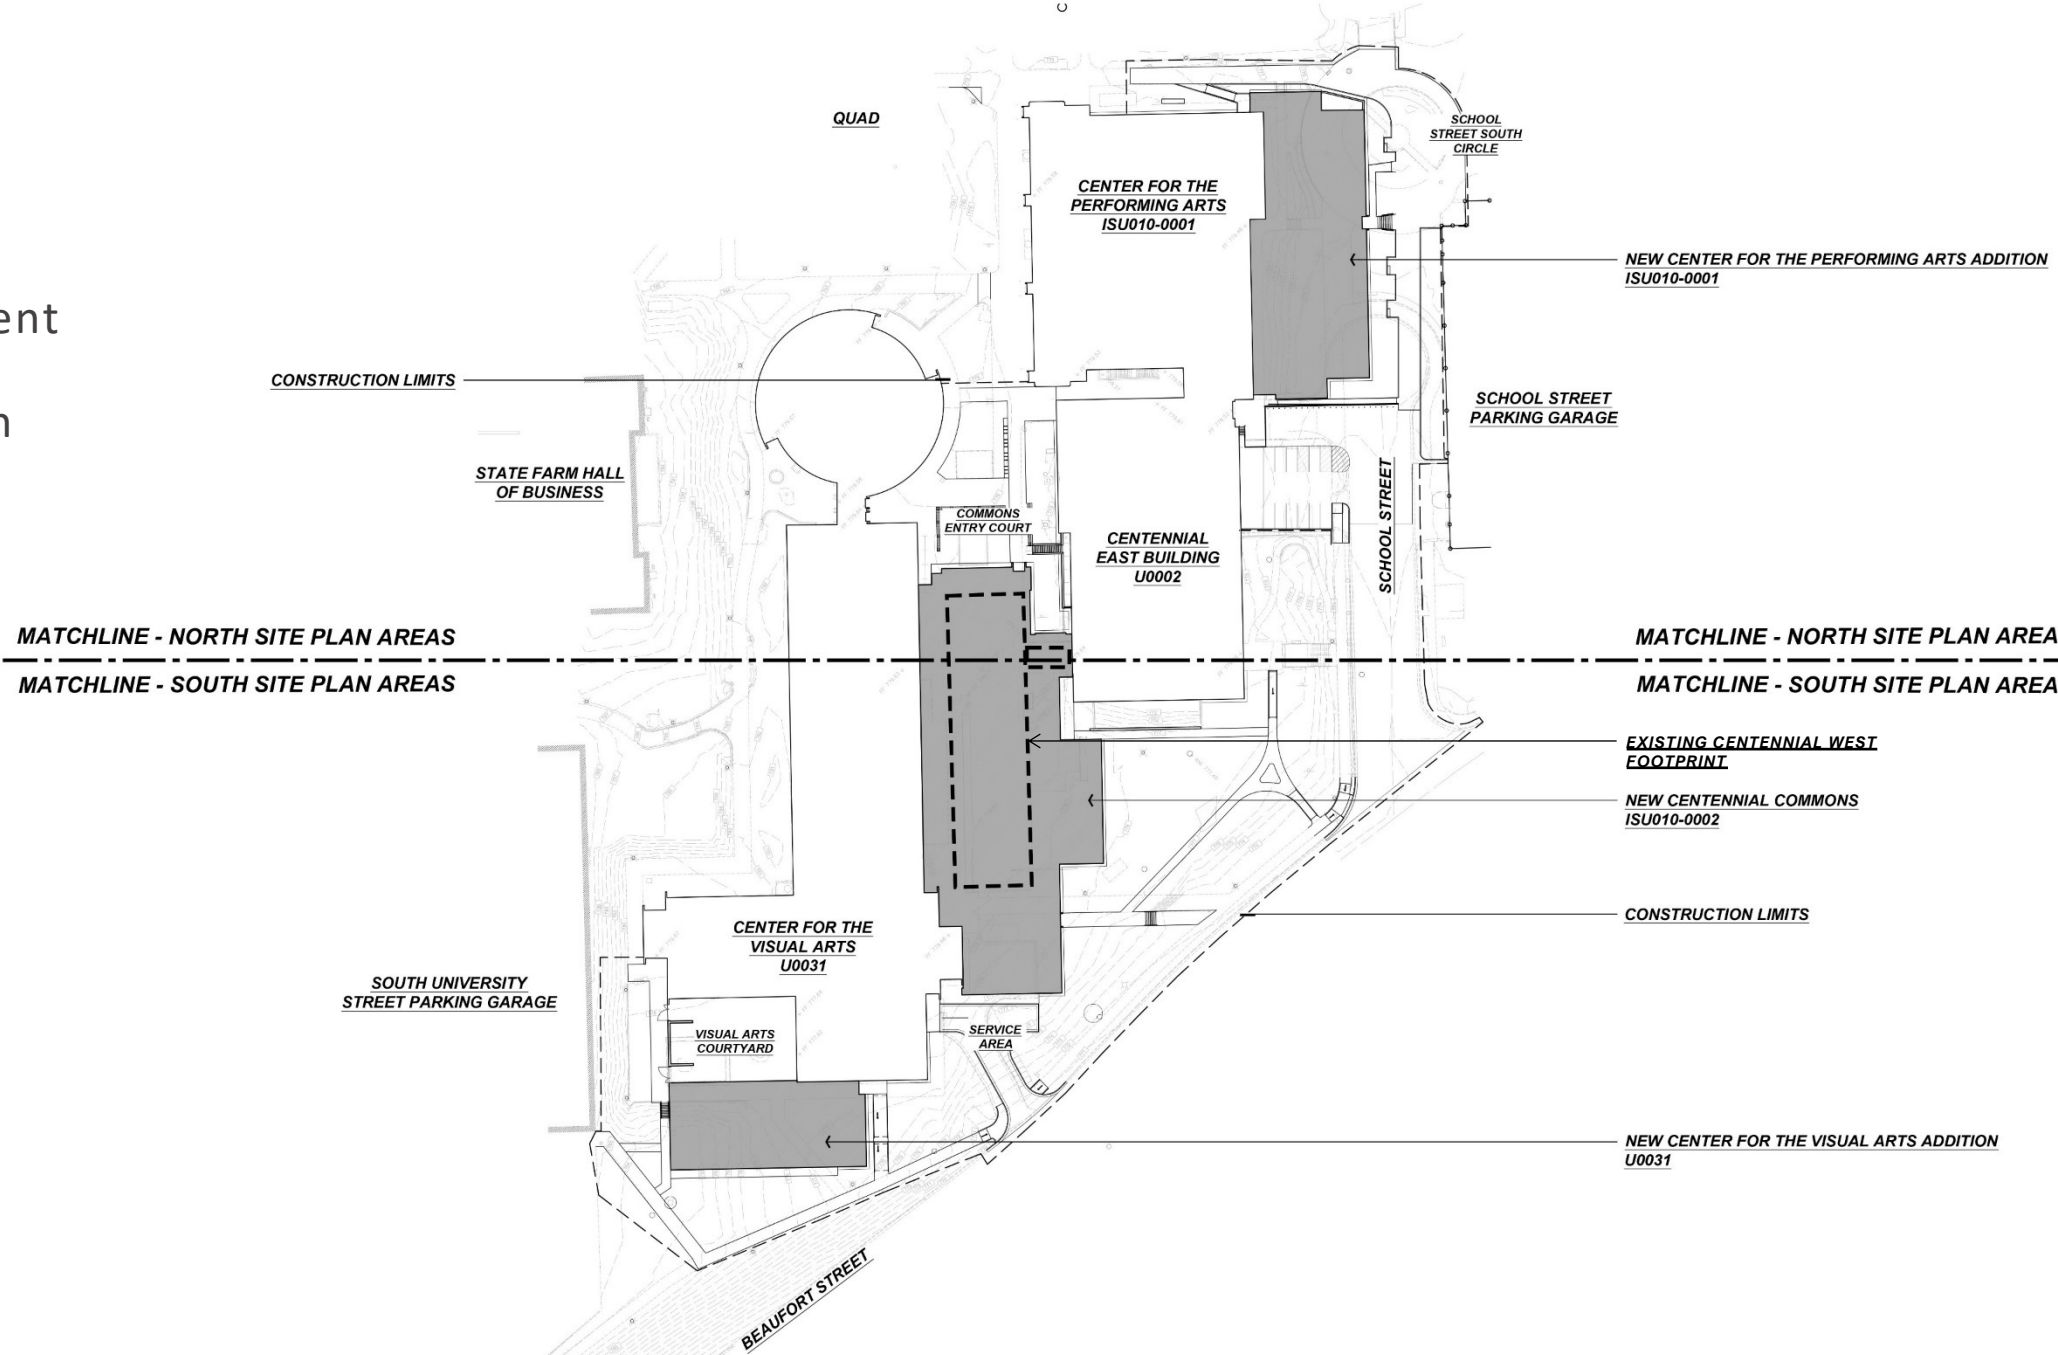 C
QUAD
SCHOOL
STREET SOUTH
CIRCLE
CENTER FOR THE
PERFORMING ARTS
ISU010-0001
NEW CENTER FOR THE PERFORMING ARTS ADDITION
ISU010-0001
ent
CONSTRUCTION LIMITS
n
SCHOOL STREET
PARKING GARAGE
STATE FARM HALL
OF BUSINESS
SCHOOL STREET
COMMONS
ENTRY COURT
CENTENNIAL
EAST BUILDING
U0002
MATCHLINE - NORTH SITE PLAN AREAS
MATCHLINE - NORTH SITE PLAN AREA
MATCHLINE - SOUTH SITE PLAN AREAS
MATCHLINE - SOUTH SITE PLAN AREA
EXISTING CENTENNIAL WEST
FOOTPRINT
NEW CENTENNIAL COMMONS
ISU010-0002
CONSTRUCTION LIMITS
CENTER FOR THE
VISUAL ARTS
U0031
SOUTH UNIVERSITY
STREET PARKING GARAGE
VISUAL ARTS
COURTYARD
SERVICE
AREA
NEW CENTER FOR THE VISUAL ARTS ADDITION
U0031
BEAUFORT STREET